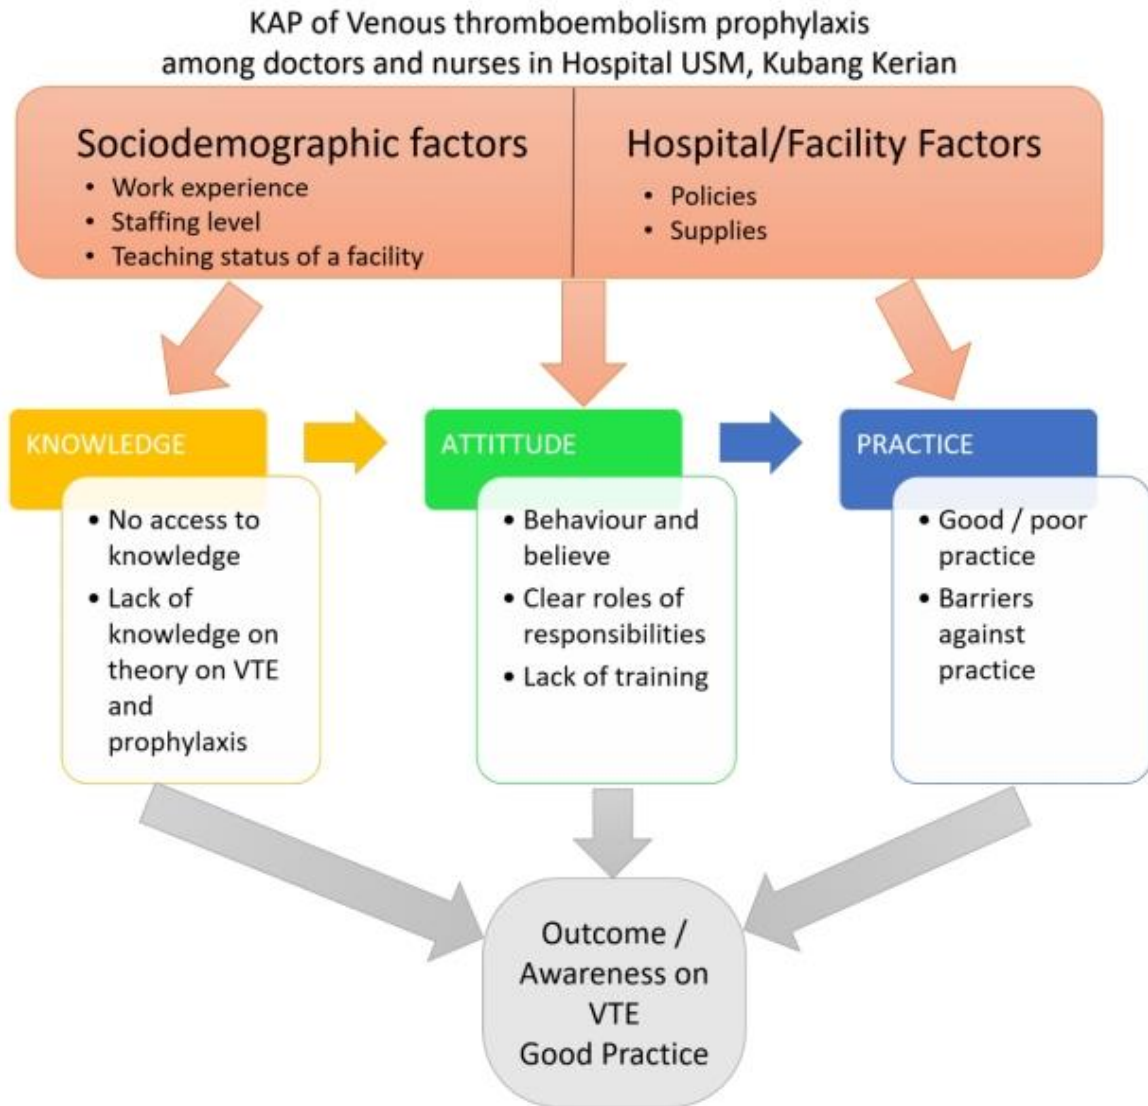 KAP of Venous thromboembolism prophylaxis
among doctors and nurses in Hospital USM, Kubang Kerian
Sociodemographic factors
• Work experience
• Staffing level
• Teaching status of a facility
Hospital/Facility Factors
• Policies
• Supplies
KNOWLEDGE
• No access to
knowledge
• Lack of
knowledge on
theory on VTE
and
prophylaxis
ATTITTUDE
• Behaviour and
believe
• Clear roles of
responsibilities
• Lack of training
PRACTICE
• Good / poor
practice
• Barriers
against
practice
Outcome /
Awareness on
VTE
Good Practice